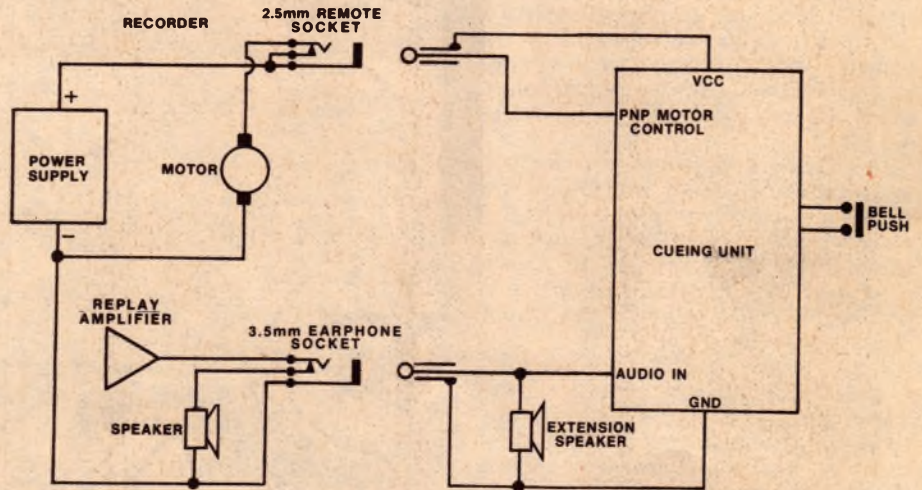 RECORDER
2.5mm REMOTE
SOCKET
+
POWER
SUPPLY
−
MOTOR
VCC
PNP MOTOR
CONTROL
BELL
PUSH
CUEING UNIT
REPLAY
AMPLIFIER
3.5mm EARPHONE
SOCKET
SPEAKER
AUDIO IN
GND
EXTENSION
SPEAKER